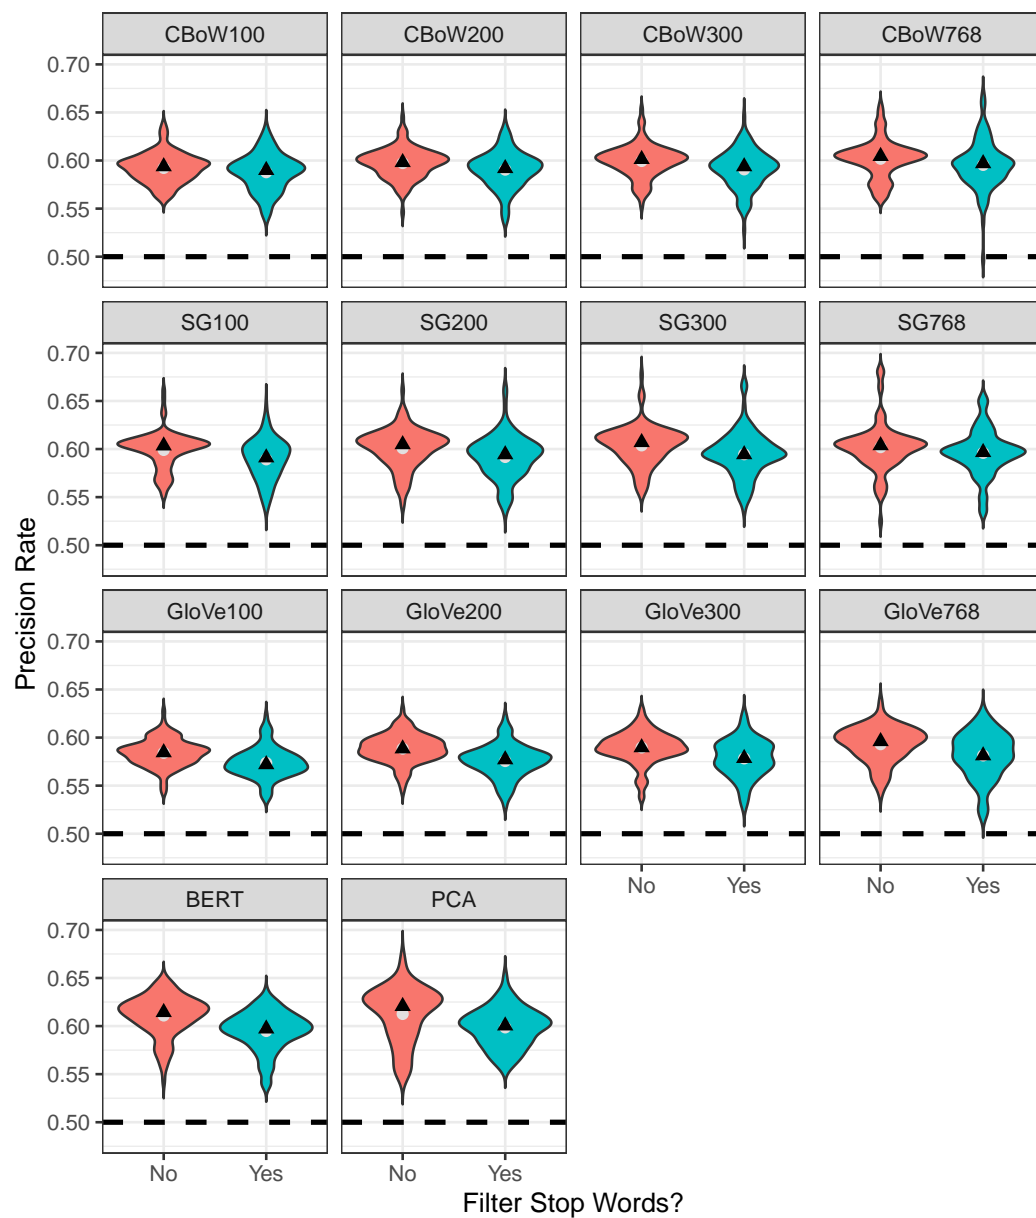 CBoW100 CBoW200 CBoW300 CBoW768
0.70
0.65
0.60
0.55
0.50
SG100 SG200 SG300 SG768
0.70
0.65
0.60
0.55
0.50
GloVe100 GloVe200 GloVe300 GloVe768
0.70
0.65
0.60
0.55
0.50
No Yes No Yes
BERT PCA
0.70
0.65
0.60
0.55
0.50
No Yes No Yes
Precision Rate
Filter Stop Words?